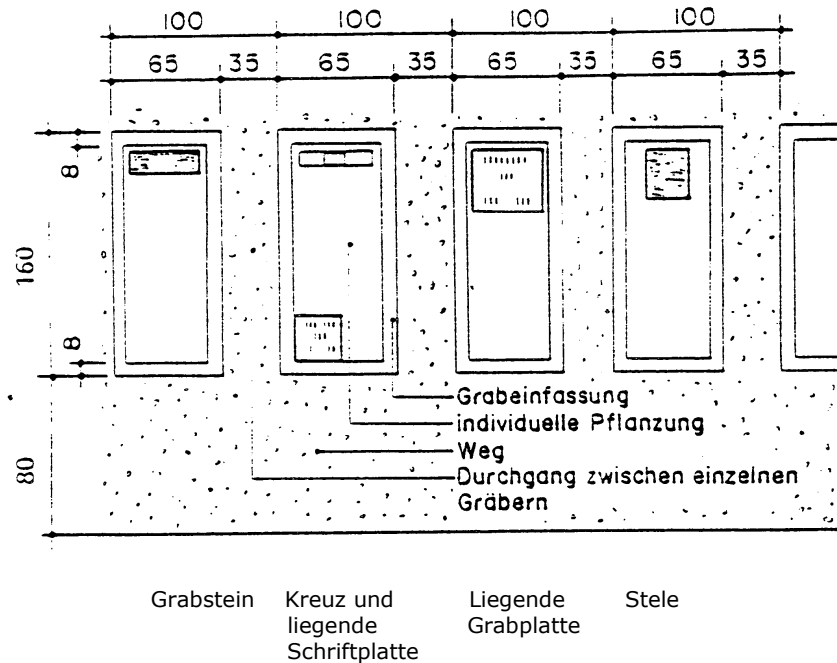 100 100 100 100
65 35 65 35 65 35 65 35
8
160
8
80
Grabeinfassung
individuelle Pflanzung
Weg
Durchgang zwischen einzelnen
Gräbern
Grabstein
Kreuz und
liegende
Schriftplatte
Liegende
Grabplatte
Stele